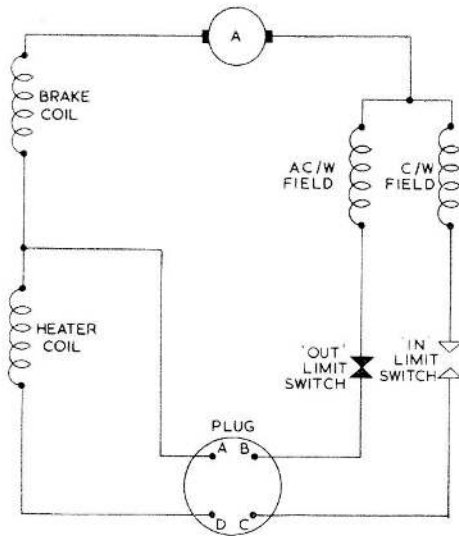 A
BRAKE
COIL
AC/W
FIELD
C/W
FIELD
HEATER
COIL
'OUT'
LIMIT
SWITCH
'IN'
LIMIT
SWITCH
PLUG
A B
D C